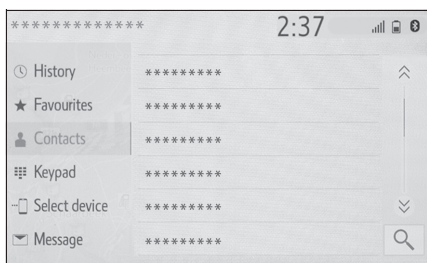 *************
2:37
History
*********
Favourites
*********
Contacts
*********
Keypad
*********
Select device
*********
Message
*********